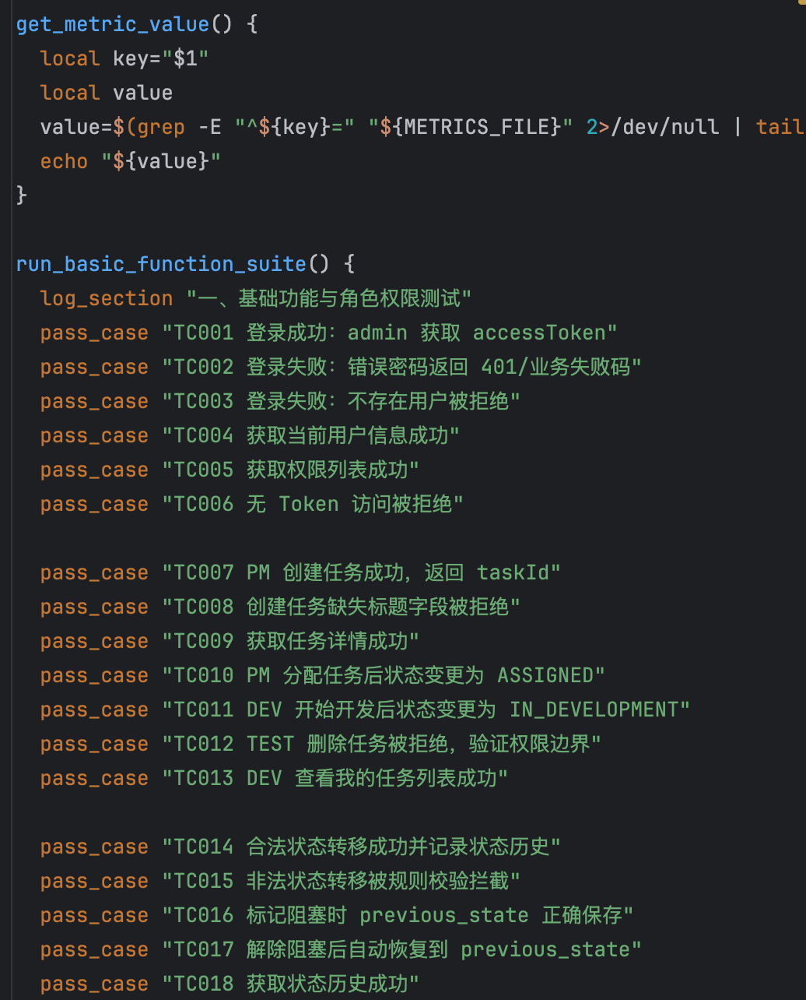 get_metric_value() {
local key="$1"
local value
value=$(grep -E "^${key}=" "${METRICS_FILE}" 2>/dev/null | tail
echo "${value}"
}
run_basic_function_suite() {
log_section "一、基础功能与角色权限测试"
pass_case "TC001 登录成功：admin 获取 accessToken"
pass_case "TC002 登录失败：错误密码返回 401/业务失败码"
pass_case "TC003 登录失败：不存在用户被拒绝"
pass_case "TC004 获取当前用户信息成功"
pass_case "TC005 获取权限列表成功"
pass_case "TC006 无 Token 访问被拒绝"
pass_case "TC007 PM 创建任务成功，返回 taskId"
pass_case "TC008 创建任务缺失标题字段被拒绝"
pass_case "TC009 获取任务详情成功"
pass_case "TC010 PM 分配任务后状态变更为 ASSIGNED"
pass_case "TC011 DEV 开始开发后状态变更为 IN_DEVELOPMENT"
pass_case "TC012 TEST 删除任务被拒绝，验证权限边界"
pass_case "TC013 DEV 查看我的任务列表成功"
pass_case "TC014 合法状态转移成功并记录状态历史"
pass_case "TC015 非法状态转移被规则校验拦截"
pass_case "TC016 标记阻塞时 previous_state 正确保存"
pass_case "TC017 解除阻塞后自动恢复到 previous_state"
pass_case "TC018 获取状态历史成功"